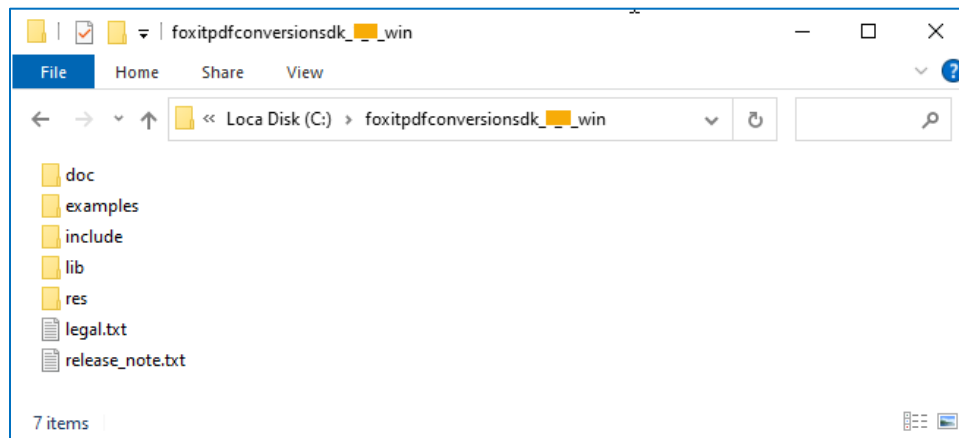 foxitpdfconversionsdk_ _ _win
File Home Share View
« Loca Disk (C:) › foxitpdfconversionsdk_ _ _win
doc
examples
include
lib
res
legal.txt
release_note.txt
7 items